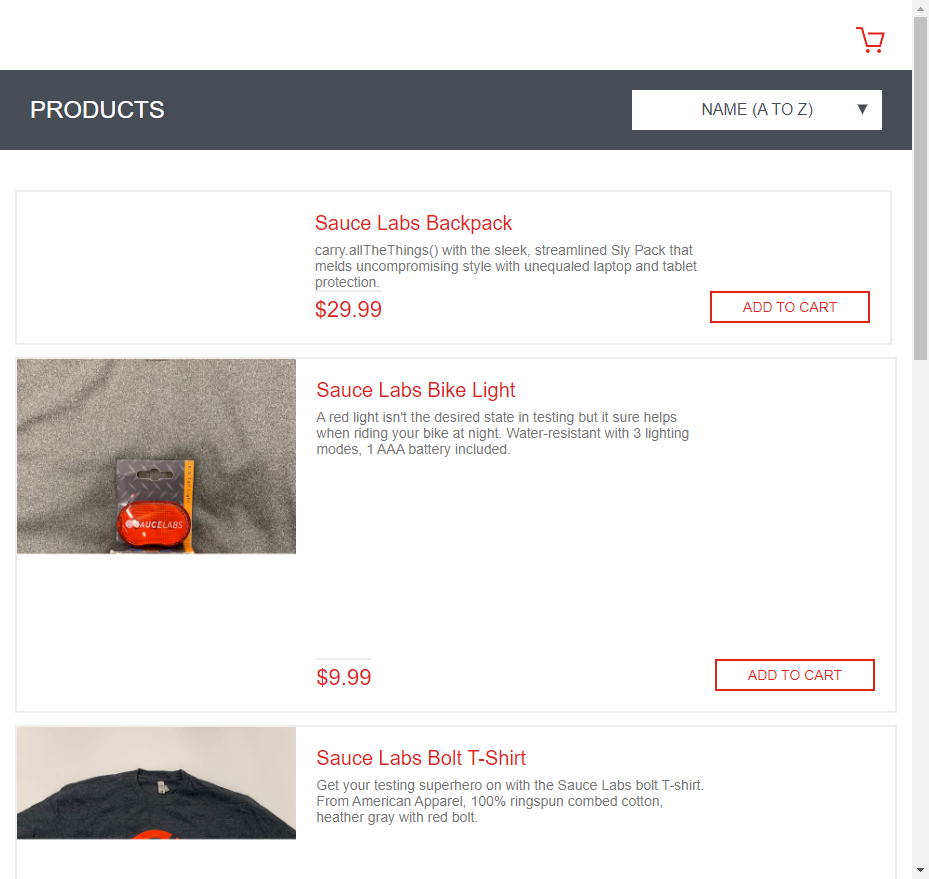 PRODUCTS
NAME (A TO Z)
Sauce Labs Backpack
carry.allTheThings() with the sleek, streamlined Sly Pack that
melds uncompromising style with unequaled laptop and tablet
protection.
$29.99
ADD TO CART
SAUCELABS
Sauce Labs Bike Light
A red light isn't the desired state in testing but it sure helps
when riding your bike at night. Water-resistant with 3 lighting
modes, 1 AAA battery included.
$9.99
ADD TO CART
Sauce Labs Bolt T-Shirt
Get your testing superhero on with the Sauce Labs bolt T-shirt.
From American Apparel, 100% ringspun combed cotton,
heather gray with red bolt.